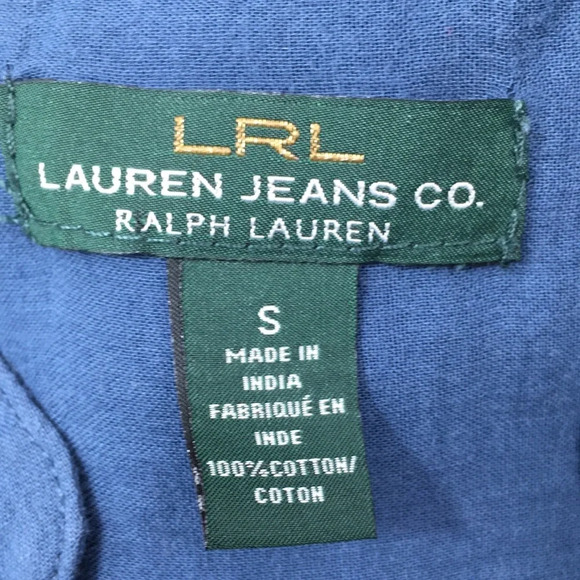 LRL
LAUREN JEANS CO.
RALPH LAUREN
S
MADE IN
INDIA
FABRIQUÉ EN
INDE
100%COTTON/
COTON